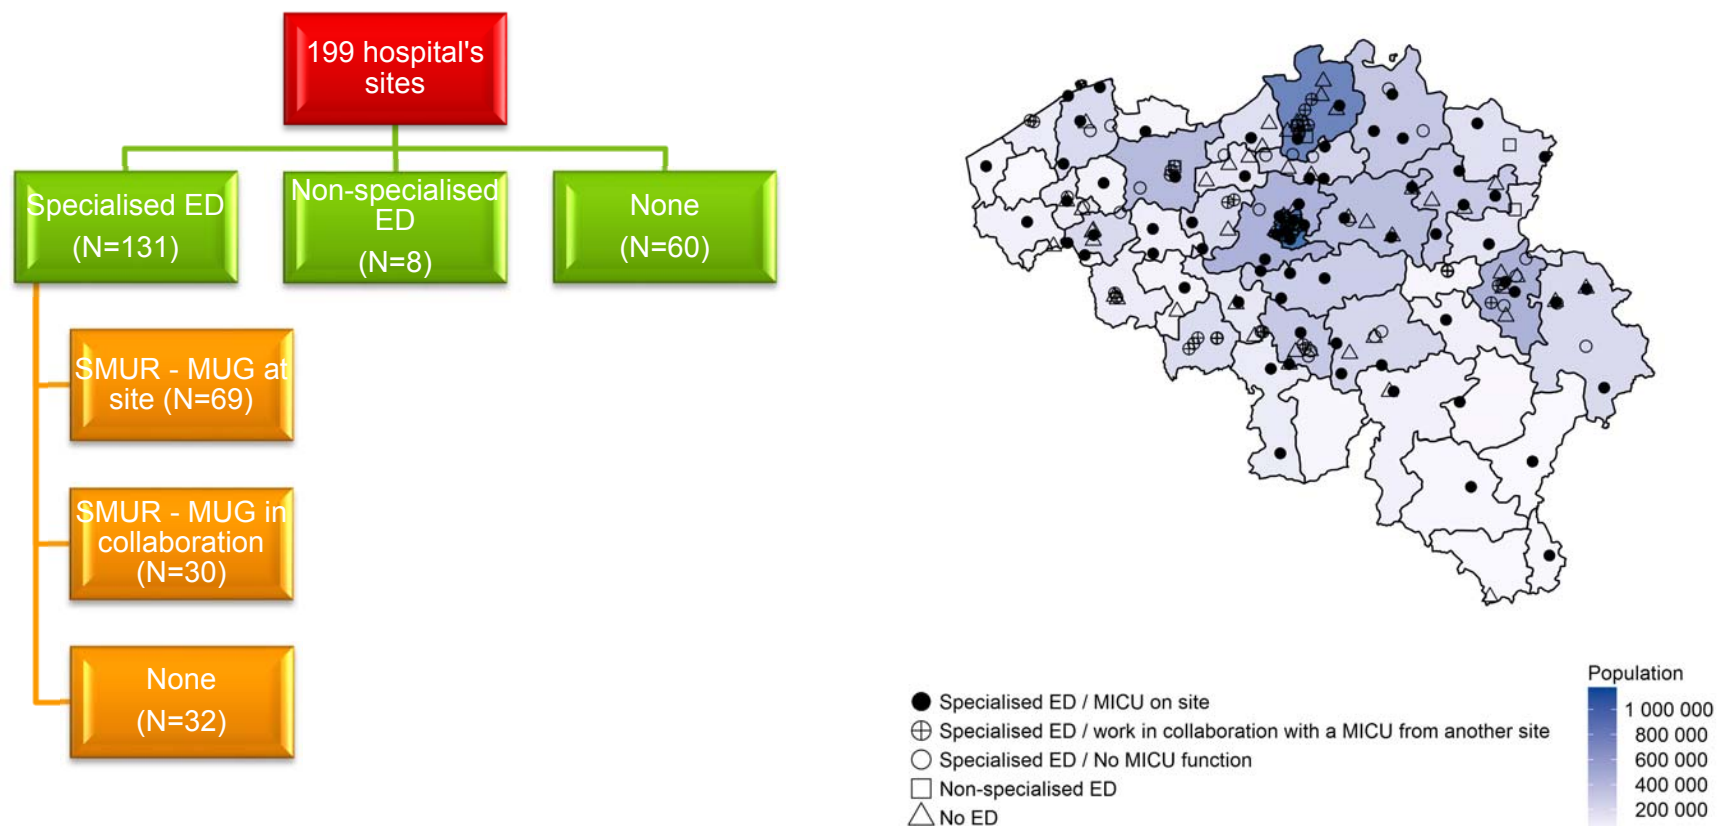 199 hospital's
sites
Specialised ED
(N=131)
Non-specialised
ED
(N=8)
None
(N=60)
SMUR - MUG at
site (N=69)
SMUR - MUG in
collaboration
(N=30)
None
(N=32)
Specialised ED / MICU on site
Specialised ED / work in collaboration with a MICU from another site
Specialised ED / No MICU function
Non-specialised ED
No ED
Population
1 000 000
800 000
600 000
400 000
200 000